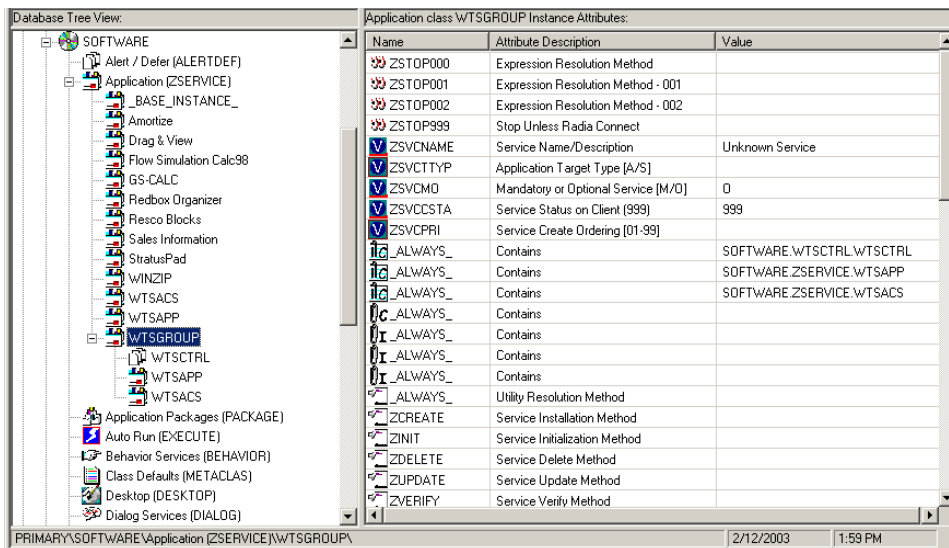 Database Tree View:
SOFTWARE
Alert / Defer (ALERTDEF)
Application (ZSERVICE)
_BASE_INSTANCE_
Amortize
Drag & View
Flow Simulation Calc98
GS-CALC
Redbox Organizer
Resco Blocks
Sales Information
StratusPad
WINZIP
WTSACS
WTSAPP
WTSGROUP
WTSCTRL
WTSAPP
WTSACS
Application Packages (PACKAGE)
Auto Run (EXECUTE)
Behavior Services (BEHAVIOR)
Class Defaults (METACLAS)
Desktop (DESKTOP)
Dialog Services (DIALOG)
Application class WTSGROUP Instance Attributes:
Name Attribute Description Value
ZSTOP000 Expression Resolution Method
ZSTOP001 Expression Resolution Method - 001
ZSTOP002 Expression Resolution Method - 002
ZSTOP999 Stop Unless Radia Connect
V ZSVCNAME Service Name/Description Unknown Service
V ZSVCTTYP Application Target Type [A/S]
V ZSVCMO Mandatory or Optional Service [M/O] O
V ZSVCCSTA Service Status on Client (999) 999
V ZSVCPRI Service Create Ordering [01-99]
C _ALWAYS_ Contains SOFTWARE.WTSCTRL.WTSCTRL
C _ALWAYS_ Contains SOFTWARE.ZSERVICE.WTSAPP
C _ALWAYS_ Contains SOFTWARE.ZSERVICE.WTSACS
C _ALWAYS_ Contains
I _ALWAYS_ Contains
I _ALWAYS_ Contains
I _ALWAYS_ Contains
_ALWAYS_ Utility Resolution Method
ZCREATE Service Installation Method
ZINIT Service Initialization Method
ZDELETE Service Delete Method
ZUPDATE Service Update Method
ZVERIFY Service Verify Method
PRIMARY\SOFTWARE\Application (ZSERVICE)\WTSGROUP\ 2/12/2003 1:59 PM